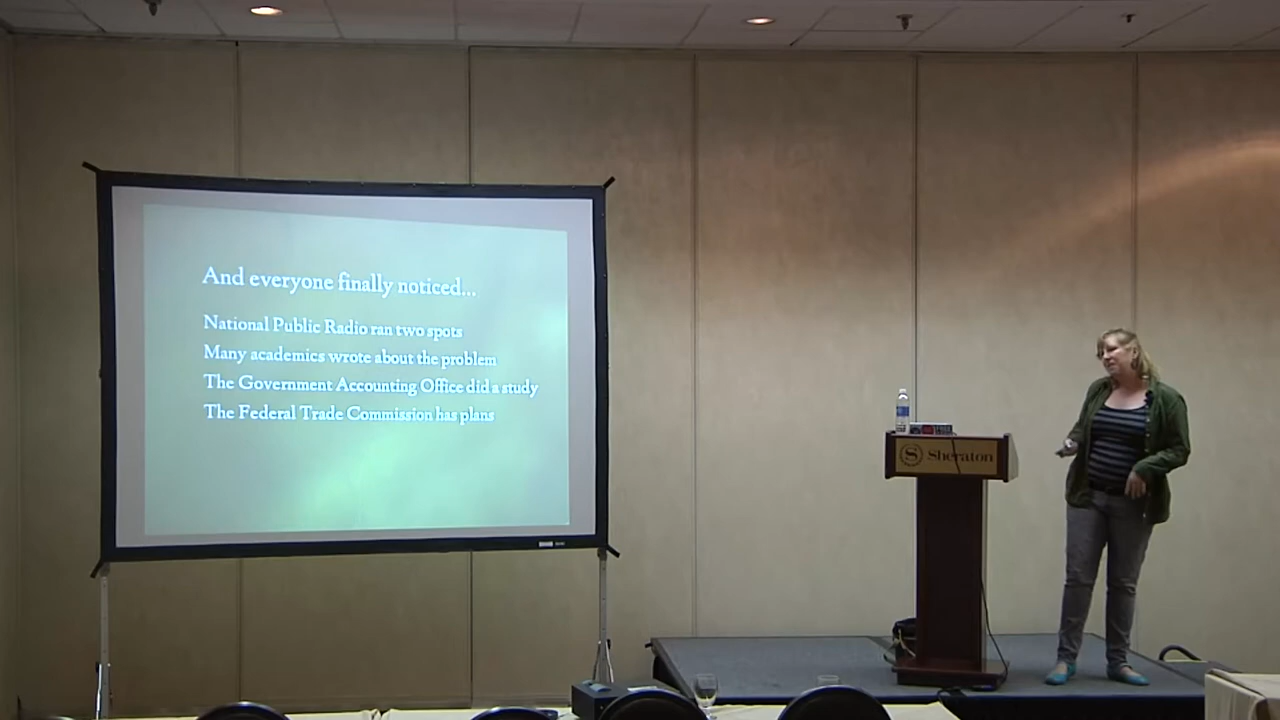 And everyone finally noticed...
National Public Radio ran two spots
Many academics wrote about the problem
The Government Accounting Office did a study
The Federal Trade Commission has plans
S Sheraton